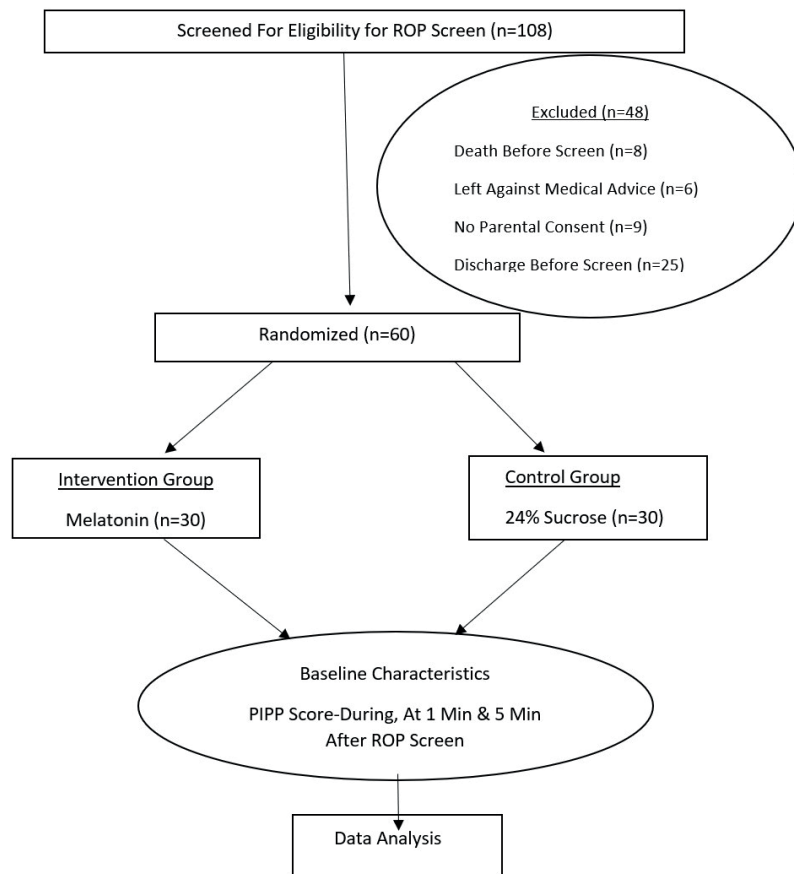 Screened For Eligibility for ROP Screen (n=108)
Excluded (n=48)
Death Before Screen (n=8)
Left Against Medical Advice (n=6)
No Parental Consent (n=9)
Discharge Before Screen (n=25)
Randomized (n=60)
Intervention Group
Melatonin (n=30)
Control Group
24% Sucrose (n=30)
Baseline Characteristics
PIPP Score-During, At 1 Min & 5 Min
After ROP Screen
Data Analysis